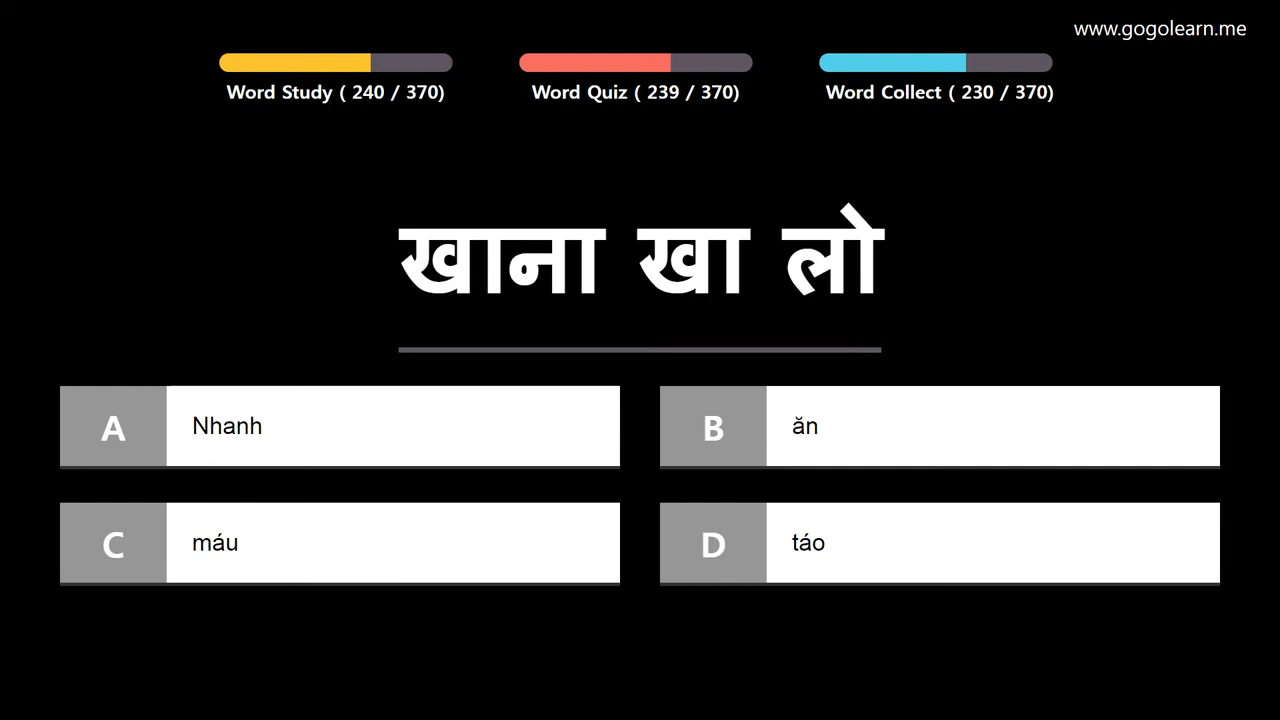 www.gogolearn.me
Word Study ( 240 / 370)
Word Quiz ( 239 / 370)
Word Collect ( 230 / 370)
खाना खा लो
A Nhanh
B ăn
C máu
D táo